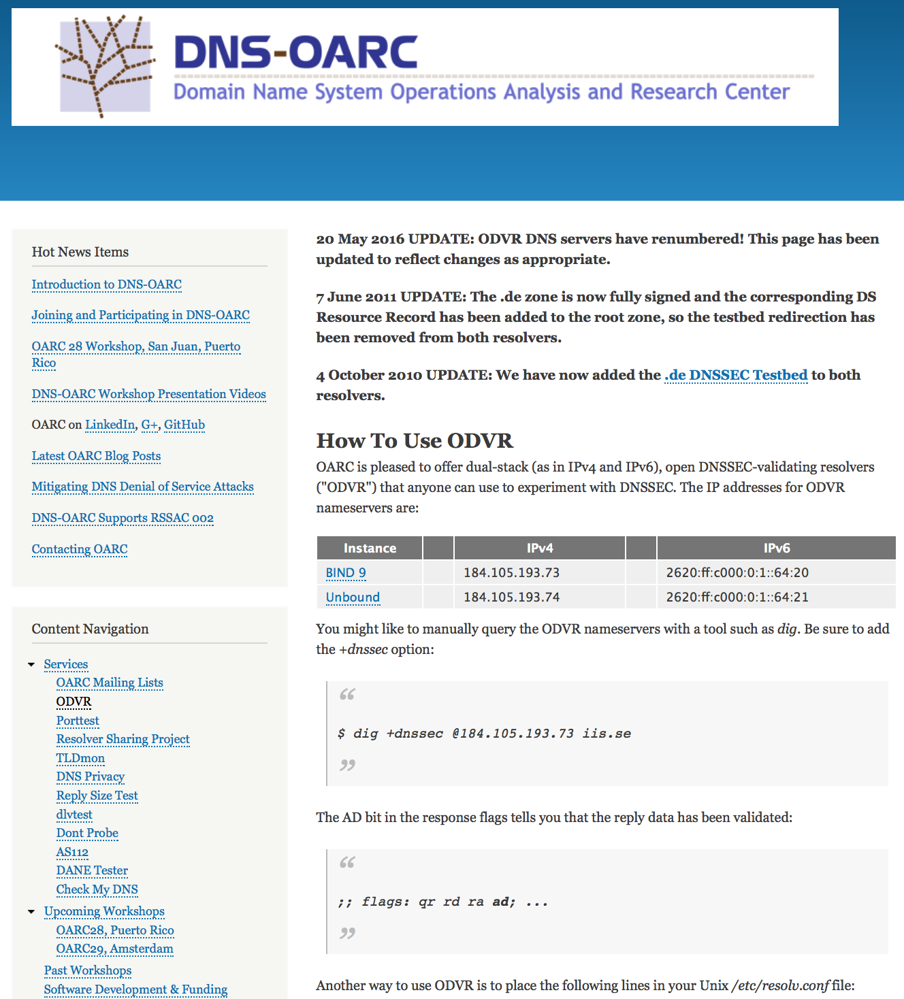 DNS-OARC
Domain Name System Operations Analysis and Research Center
Hot News Items
Introduction to DNS-OARC
Joining and Participating in DNS-OARC
OARC 28 Workshop, San Juan, Puerto
Rico
DNS-OARC Workshop Presentation Videos
OARC on LinkedIn, G+, GitHub
Latest OARC Blog Posts
Mitigating DNS Denial of Service Attacks
DNS-OARC Supports RSSAC 002
Contacting OARC
Content Navigation
Services
OARC Mailing Lists
ODVR
Porttest
Resolver Sharing Project
TLDmon
DNS Privacy
Reply Size Test
dlvtest
Dont Probe
AS112
DANE Tester
Check My DNS
Upcoming Workshops
OARC28, Puerto Rico
OARC29, Amsterdam
Past Workshops
Software Development & Funding
20 May 2016 UPDATE: ODVR DNS servers have renumbered! This page has been
updated to reflect changes as appropriate.
7 June 2011 UPDATE: The .de zone is now fully signed and the corresponding DS
Resource Record has been added to the root zone, so the testbed redirection has
been removed from both resolvers.
4 October 2010 UPDATE: We have now added the .de DNSSEC Testbed to both
resolvers.
How To Use ODVR
OARC is pleased to offer dual-stack (as in IPv4 and IPv6), open DNSSEC-validating resolvers
("ODVR") that anyone can use to experiment with DNSSEC. The IP addresses for ODVR
nameservers are:
Instance IPv4 IPv6
BIND 9 184.105.193.73 2620:ff:c000:0:1::64:20
Unbound 184.105.193.74 2620:ff:c000:0:1::64:21
You might like to manually query the ODVR nameservers with a tool such as dig. Be sure to add
the +dnssec option:
“
$ dig +dnssec @184.105.193.73 iis.se
”
The AD bit in the response flags tells you that the reply data has been validated:
“
;; flags: qr rd ra ad; ...
”
Another way to use ODVR is to place the following lines in your Unix /etc/resolv.conf file: